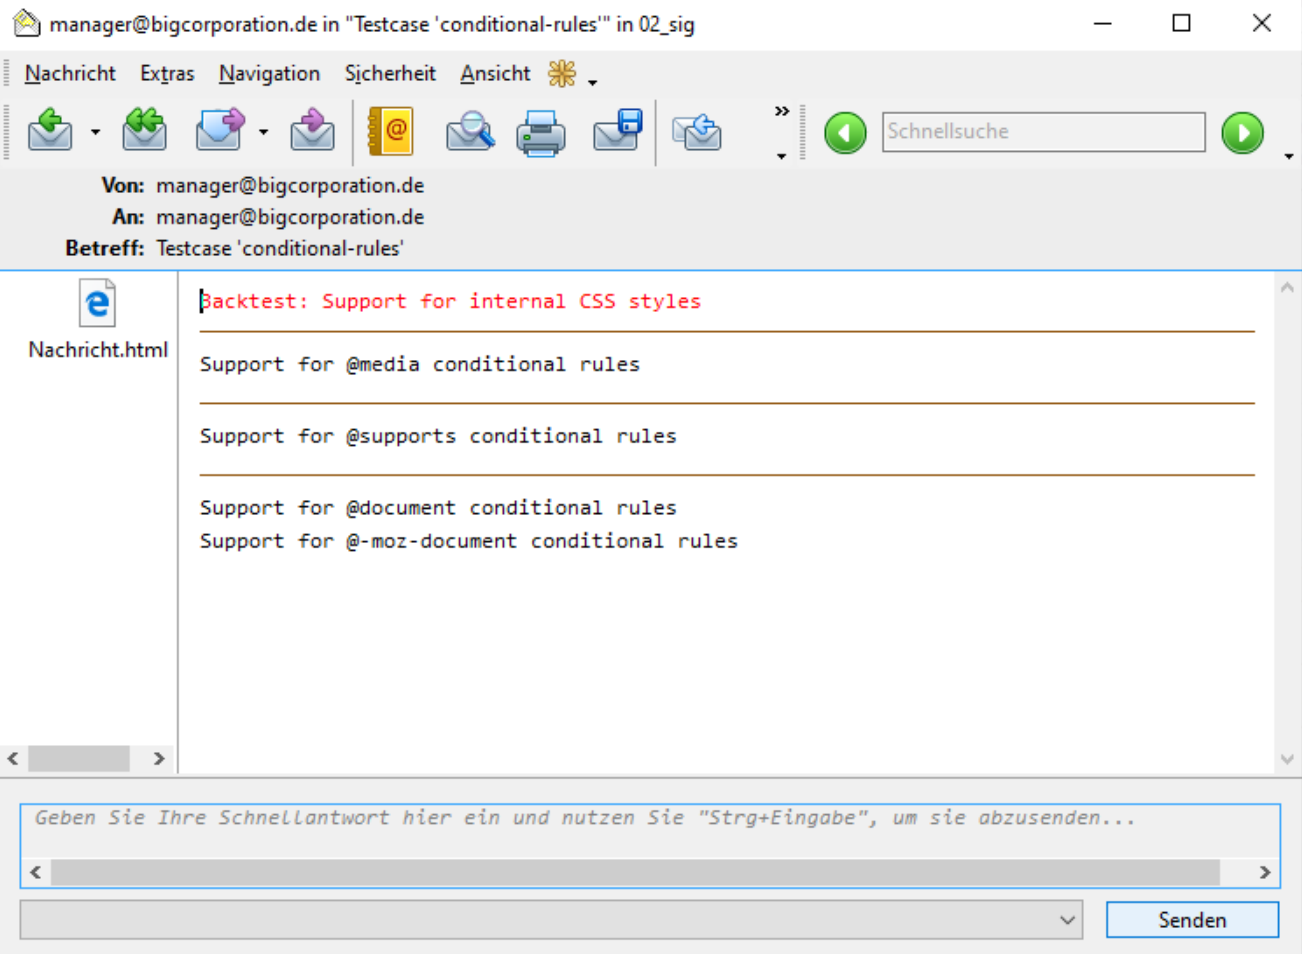 manager@bigcorporation.de in "Testcase 'conditional-rules'" in 02_sig
Nachricht Extras Navigation Sicherheit Ansicht
@ Schnellsuche
Von: manager@bigcorporation.de
An: manager@bigcorporation.de
Betreff: Testcase 'conditional-rules'
Nachricht.html
Backtest: Support for internal CSS styles
Support for @media conditional rules
Support for @supports conditional rules
Support for @document conditional rules
Support for @-moz-document conditional rules
Geben Sie Ihre Schnellantwort hier ein und nutzen Sie "Strg+Eingabe", um sie abzusenden...
Senden